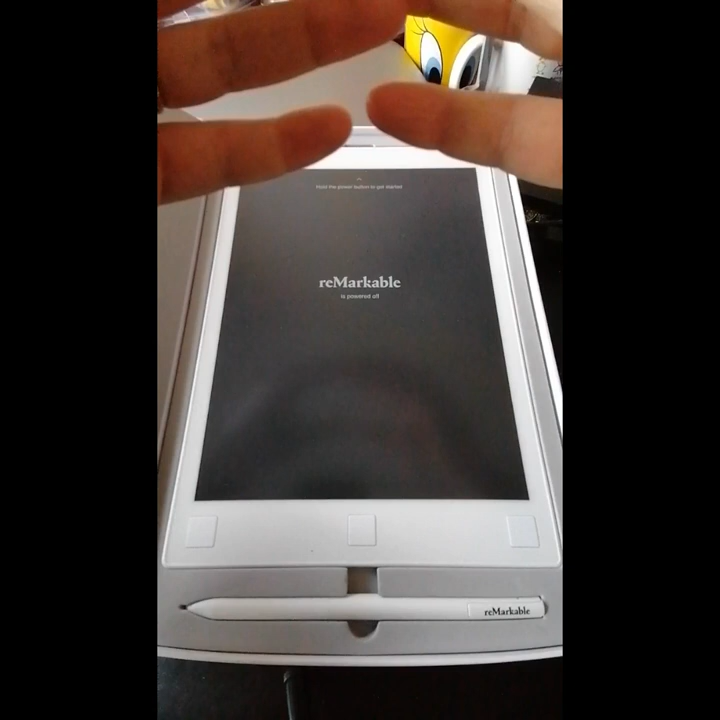 Hold the power button to get started
reMarkable
is powered off
reMarkable